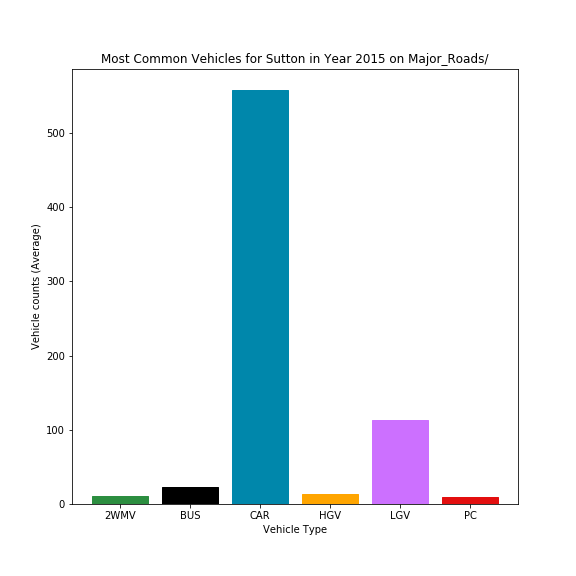 Most Common Vehicles for Sutton in Year 2015 on Major_Roads/
Vehicle counts (Average)
500
400
300
200
100
0
2WMV BUS CAR HGV LGV PC
Vehicle Type